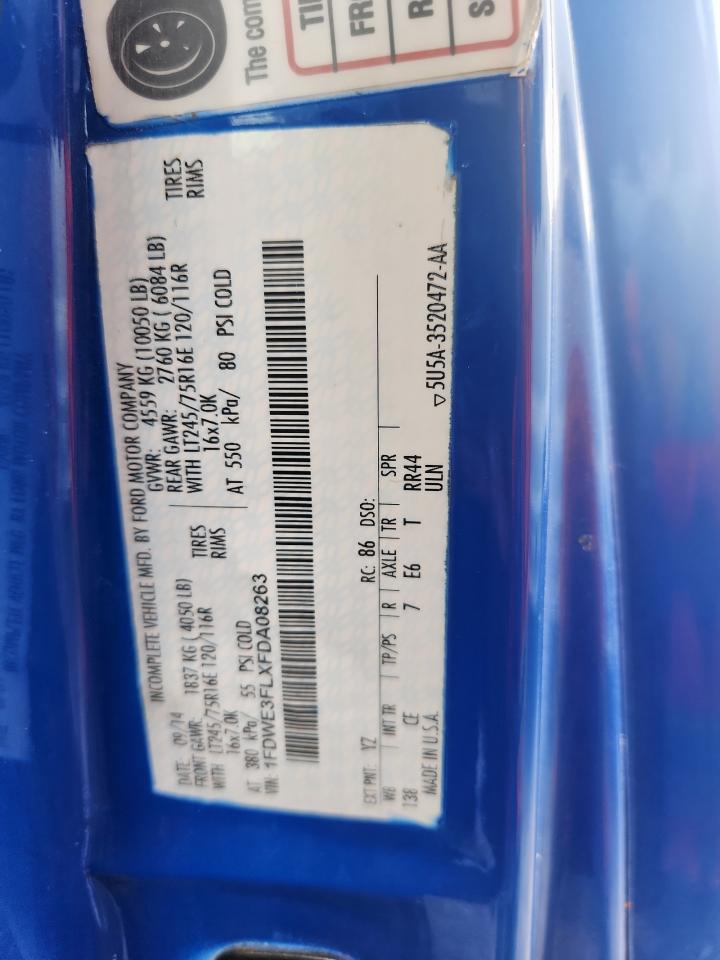 The com
TI
FR
R
S
INCOMPLETE VEHICLE MFD. BY FORD MOTOR COMPANY
DATE: 09/14 GVWR: 4559 KG (10050 LB)
FRONT GAWR: 1837 KG ( 4050 LB) REAR GAWR: 2760 KG ( 6084 LB)
WITH LT245/75R16E 120/116R TIRES WITH LT245/75R16E 120/116R TIRES
16x7.0K RIMS 16x7.0K RIMS
AT 380 kPa/ 55 PSI COLD AT 550 kPa/ 80 PSI COLD
VIN: 1FDWE3FLXFDA08263
EXT PNT: YZ RC: 86 DSO:
WB INT TR TP/PS R AXLE TR SPR
138 CE 7 E6 T RR44
MADE IN U.S.A. ULN
▽5U5A-3520472-AA